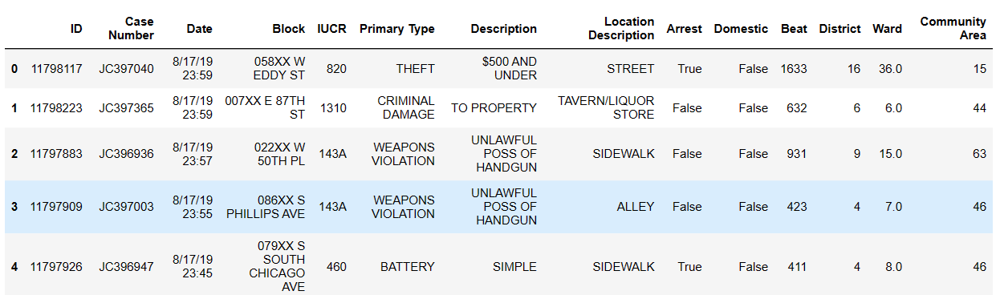 ID Case Number Date Block IUCR Primary Type Description Location Description Arrest Domestic Beat District Ward Community Area
0 11798117 JC397040 8/17/19 23:59 058XX W EDDY ST 820 THEFT $500 AND UNDER STREET True False 1633 16 36.0 15
1 11798223 JC397365 8/17/19 23:59 007XX E 87TH ST 1310 CRIMINAL DAMAGE TO PROPERTY TAVERN/LIQUOR STORE False False 632 6 6.0 44
2 11797883 JC396936 8/17/19 23:57 022XX W 50TH PL 143A WEAPONS VIOLATION UNLAWFUL POSS OF HANDGUN SIDEWALK False False 931 9 15.0 63
3 11797909 JC397003 8/17/19 23:55 086XX S PHILLIPS AVE 143A WEAPONS VIOLATION UNLAWFUL POSS OF HANDGUN ALLEY False False 423 4 7.0 46
4 11797926 JC396947 8/17/19 23:45 079XX S SOUTH CHICAGO AVE 460 BATTERY SIMPLE SIDEWALK True False 411 4 8.0 46